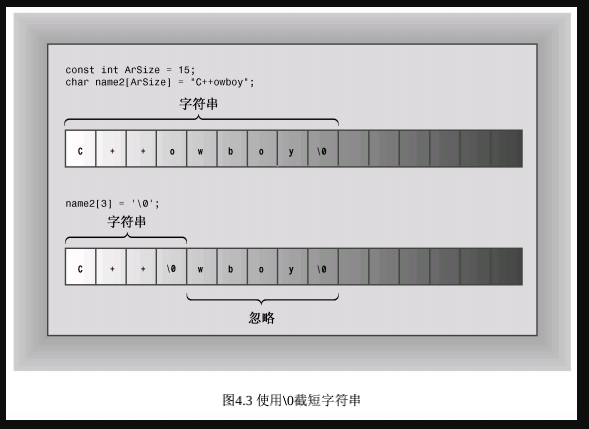 const int ArSize = 15;
char name2[ArSize] = "C++owboy";
字符串
C + + o w b o y \0
name2[3] = '\0';
字符串
C + + \0 w b o y \0
忽略
图4.3 使用\0截短字符串